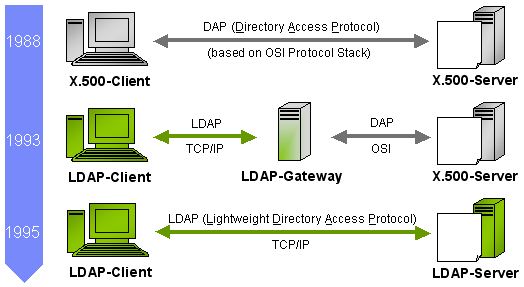 1988
DAP (Directory Access Protocol)
(based on OSI Protocol Stack)
X.500-Client
X.500-Server
1993
LDAP
DAP
TCP/IP
OSI
LDAP-Client
LDAP-Gateway
X.500-Server
1995
LDAP (Lightweight Directory Access Protocol)
TCP/IP
LDAP-Client
LDAP-Server